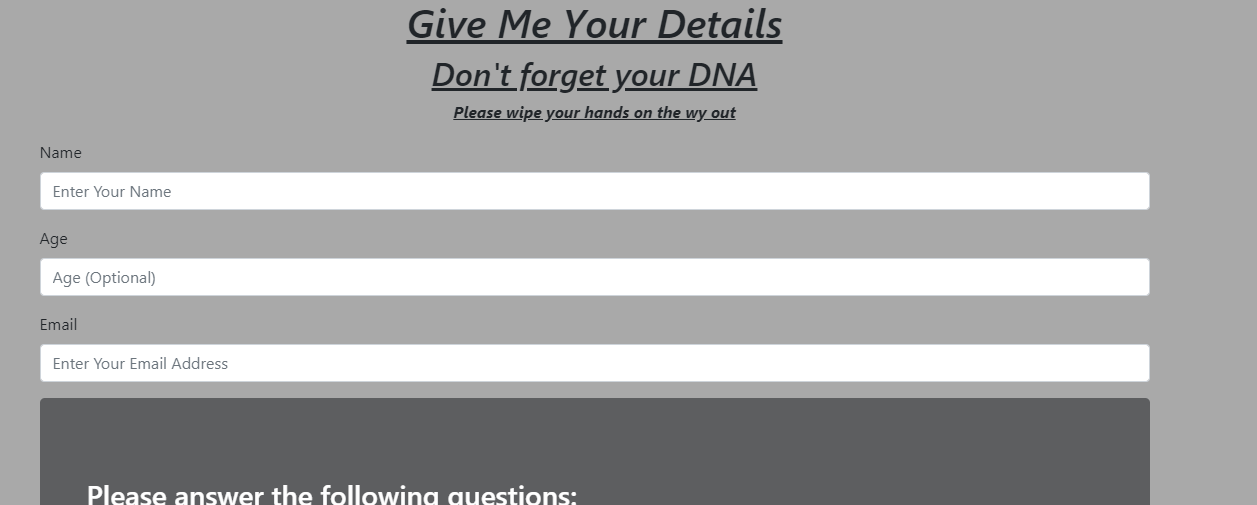 Give Me Your Details
Don't forget your DNA
Please wipe your hands on the wy out
Name
Enter Your Name
Age
Age (Optional)
Email
Enter Your Email Address
Please answer the following questions: